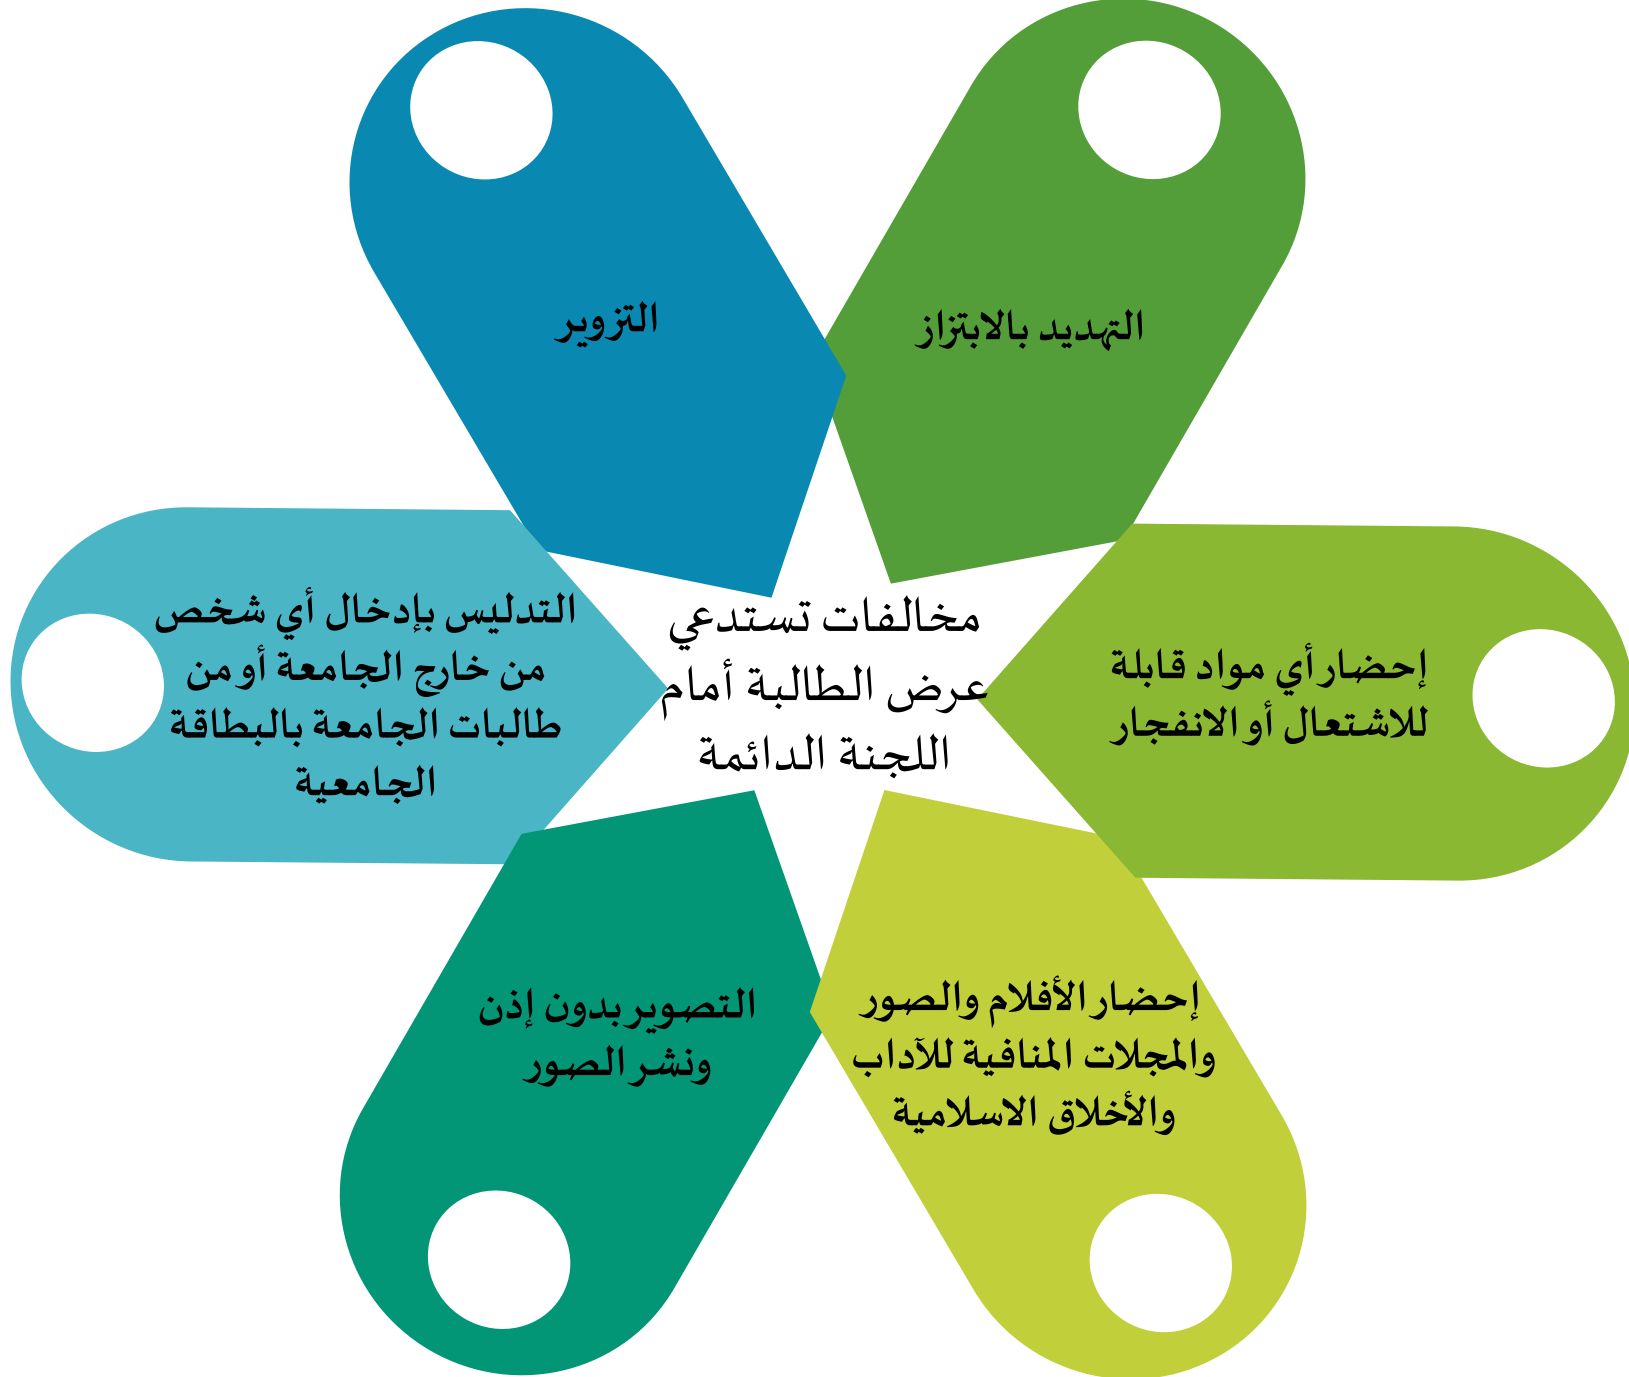 التهديد بالابتزاز
التزوير
مخالفات تستدعي
عرض الطالبة أمام
اللجنة الدائمة
إحضار أي مواد قابلة
للاشتعال أو الانفجار
التدليس بإدخال أي شخص
من خارج الجامعة أو من
طالبات الجامعة بالبطاقة
الجامعية
إحضار الأفلام والصور
والمجلات المنافية للآداب
والأخلاق الاسلامية
التصوير بدون إذن
ونشر الصور